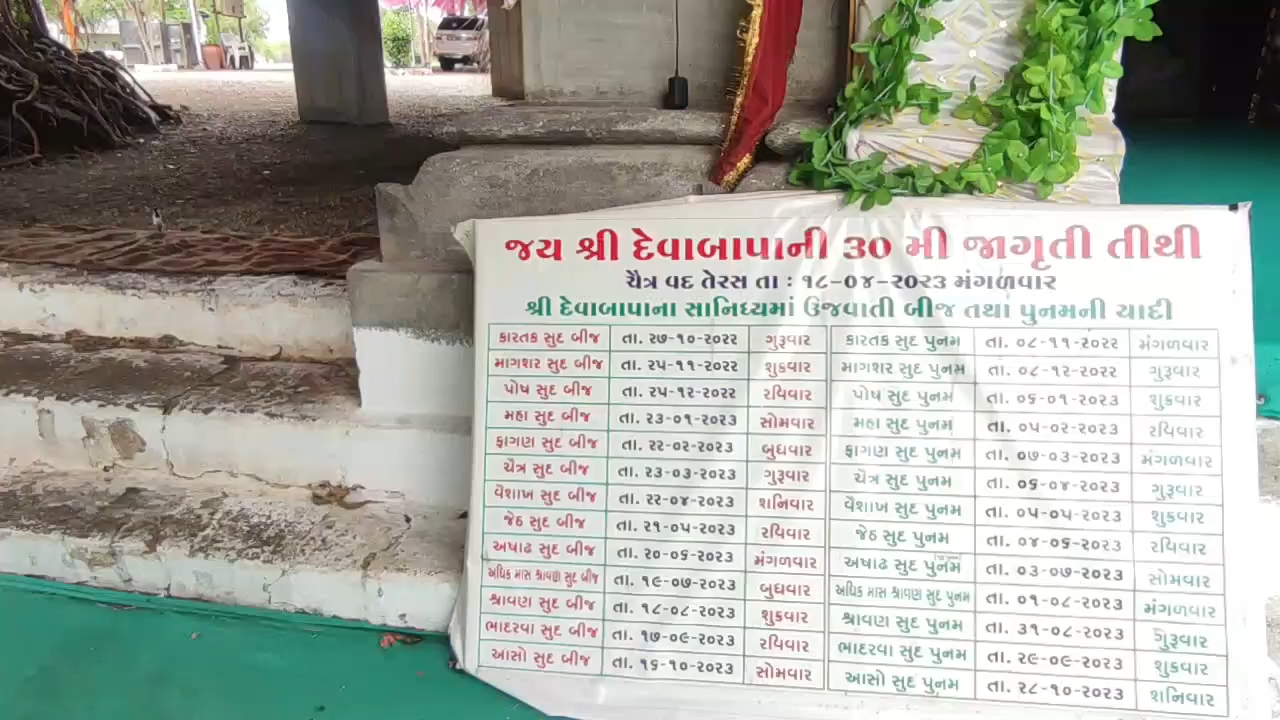 જય શ્રી દેવાબાપાની ૩૦ મી જાગૃતી તીથી
ચૈત્ર વદ તેરસ તા : ૧૮-૦૪-૨૦૨૩ મંગળવાર
શ્રી દેવાબાપાના સાનિધ્યમાં ઉજવાતી બીજ તથા પુનમની યાદી
કારતક સુદ બીજ તા. ૨૭-૧૦-૨૦૨૨ ગુરૂવાર કારતક સુદ પુનમ તા. ૦૮-૧૧-૨૦૨૨ મંગળવાર
માગશર સુદ બીજ તા. ૨૫-૧૧-૨૦૨૨ શુક્રવાર માગશર સુદ પુનમ તા. ૦૮-૧૨-૨૦૨૨ ગુરૂવાર
પોષ સુદ બીજ તા. ૨૫-૧૨-૨૦૨૨ રવિવાર પોષ સુદ પુનમ તા. ૦૬-૦૧-૨૦૨૩ શુક્રવાર
મહા સુદ બીજ તા. ૨૩-૦૧-૨૦૨૩ સોમવાર મહા સુદ પુનમ તા. ૦૫-૦૨-૨૦૨૩ રવિવાર
ફાગણ સુદ બીજ તા. ૨૨-૦૨-૨૦૨૩ બુધવાર ફાગણ સુદ પુનમ તા. ૦૭-૦૩-૨૦૨૩ મંગળવાર
ચૈત્ર સુદ બીજ તા. ૨૩-૦૩-૨૦૨૩ ગુરૂવાર ચૈત્ર સુદ પુનમ તા. ૦૬-૦૪-૨૦૨૩ ગુરૂવાર
વૈશાખ સુદ બીજ તા. ૨૨-૦૪-૨૦૨૩ શનિવાર વૈશાખ સુદ પુનમ તા. ૦૫-૦૫-૨૦૨૩ શુક્રવાર
જેઠ સુદ બીજ તા. ૨૧-૦૫-૨૦૨૩ રવિવાર જેઠ સુદ પુનમ તા. ૦૪-૦૬-૨૦૨૩ રવિવાર
અષાઢ સુદ બીજ તા. ૨૦-૦૬-૨૦૨૩ મંગળવાર અષાઢ સુદ પુનમ તા. ૦૩-૦૭-૨૦૨૩ સોમવાર
અધિક માસ શ્રાવણ સુદ બીજ તા. ૧૯-૦૭-૨૦૨૩ બુધવાર અધિક માસ શ્રાવણ સુદ પુનમ તા. ૦૧-૦૮-૨૦૨૩ મંગળવાર
શ્રાવણ સુદ બીજ તા. ૧૮-૦૮-૨૦૨૩ શુક્રવાર શ્રાવણ સુદ પુનમ તા. ૩૧-૦૮-૨૦૨૩ ગુરૂવાર
ભાદરવા સુદ બીજ તા. ૧૭-૦૯-૨૦૨૩ રવિવાર ભાદરવા સુદ પુનમ તા. ૨૯-૦૯-૨૦૨૩ શુક્રવાર
આસો સુદ બીજ તા. ૧૬-૧૦-૨૦૨૩ સોમવાર આસો સુદ પુનમ તા. ૨૮-૧૦-૨૦૨૩ શનિવાર